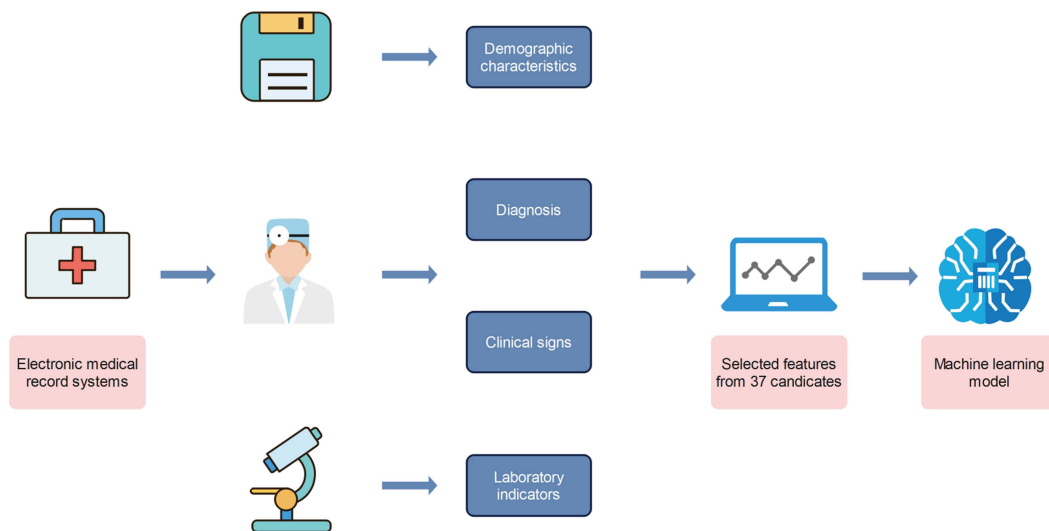 Demographic
characteristics
Diagnosis
Clinical signs
Electronic medical
record systems
Selected features
from 37 candicates
Machine learning
model
Laboratory
indicators